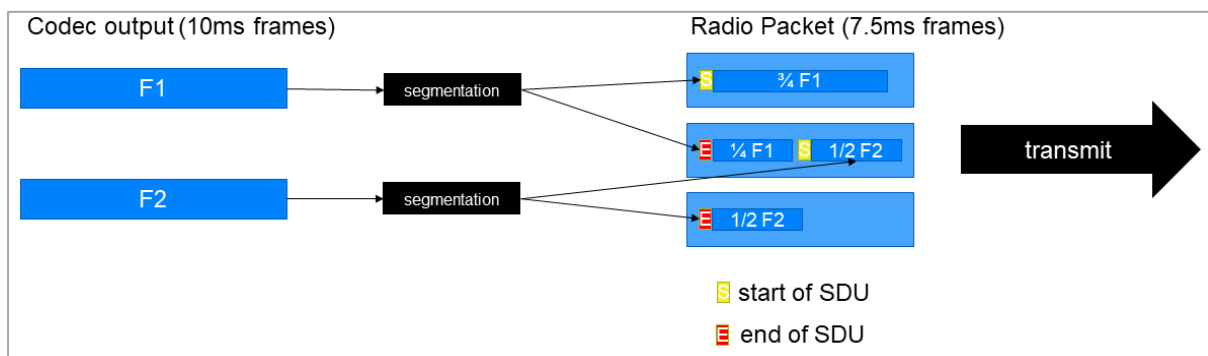 Codec output (10ms frames)
Radio Packet (7.5ms frames)
F1
segmentation
S ¾ F1
E ¼ F1 S 1/2 F2
transmit
F2
segmentation
E 1/2 F2
S start of SDU
E end of SDU